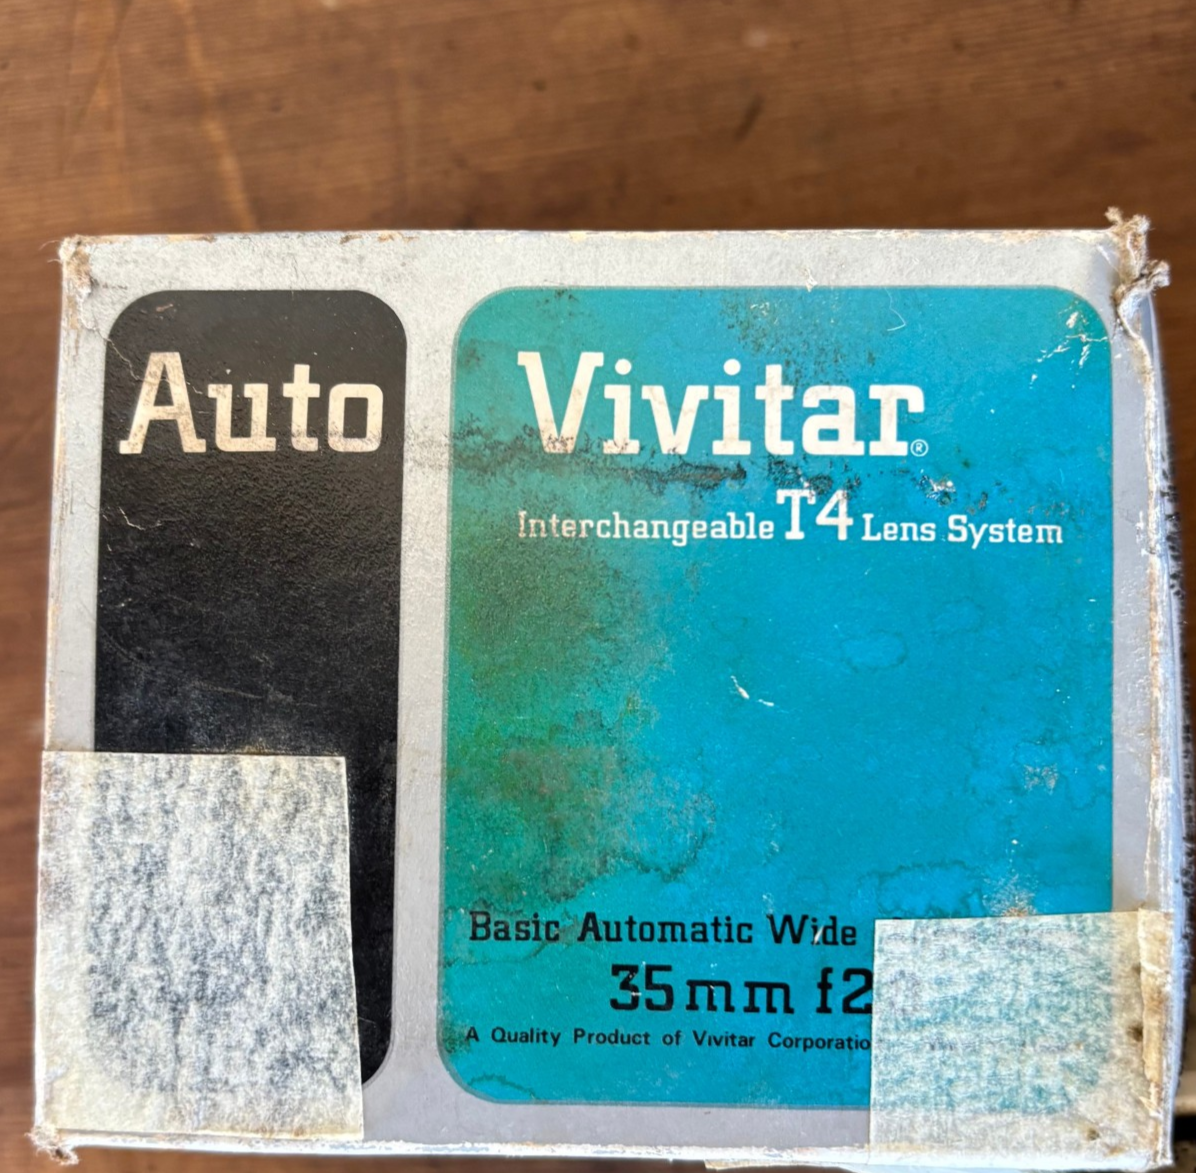 Auto
Vivitar®
Interchangeable T4 Lens System
Basic Automatic Wide
35mm f2
A Quality Product of Vivitar Corporatio